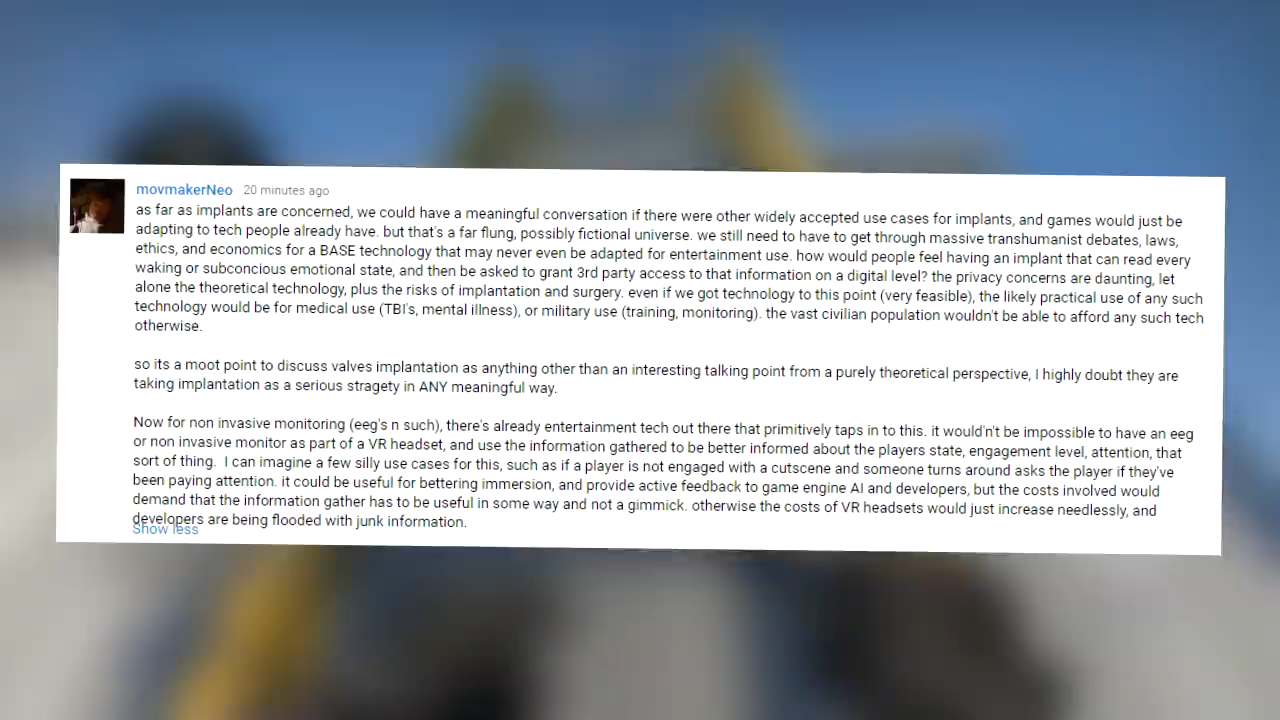 movmakerNeo 20 minutes ago
as far as implants are concerned, we could have a meaningful conversation if there were other widely accepted use cases for implants, and games would just be
adapting to tech people already have. but that's a far flung, possibly fictional universe. we still need to have to get through massive transhumanist debates, laws,
ethics, and economics for a BASE technology that may never even be adapted for entertainment use. how would people feel having an implant that can read every
waking or subconcious emotional state, and then be asked to grant 3rd party access to that information on a digital level? the privacy concerns are daunting, let
alone the theoretical technology, plus the risks of implantation and surgery. even if we got technology to this point (very feasible), the likely practical use of any such
technology would be for medical use (TBI's, mental illness), or military use (training, monitoring). the vast civilian population wouldn't be able to afford any such tech
otherwise.
so its a moot point to discuss valves implantation as anything other than an interesting talking point from a purely theoretical perspective, I highly doubt they are
taking implantation as a serious stragety in ANY meaningful way.
Now for non invasive monitoring (eeg's n such), there's already entertainment tech out there that primitively taps in to this. it would'n't be impossible to have an eeg
or non invasive monitor as part of a VR headset, and use the information gathered to be better informed about the players state, engagement level, attention, that
sort of thing. I can imagine a few silly use cases for this, such as if a player is not engaged with a cutscene and someone turns around asks the player if they've
been paying attention. it could be useful for bettering immersion, and provide active feedback to game engine AI and developers, but the costs involved would
demand that the information gather has to be useful in some way and not a gimmick. otherwise the costs of VR headsets would just increase needlessly, and
developers are being flooded with junk information.
Show less